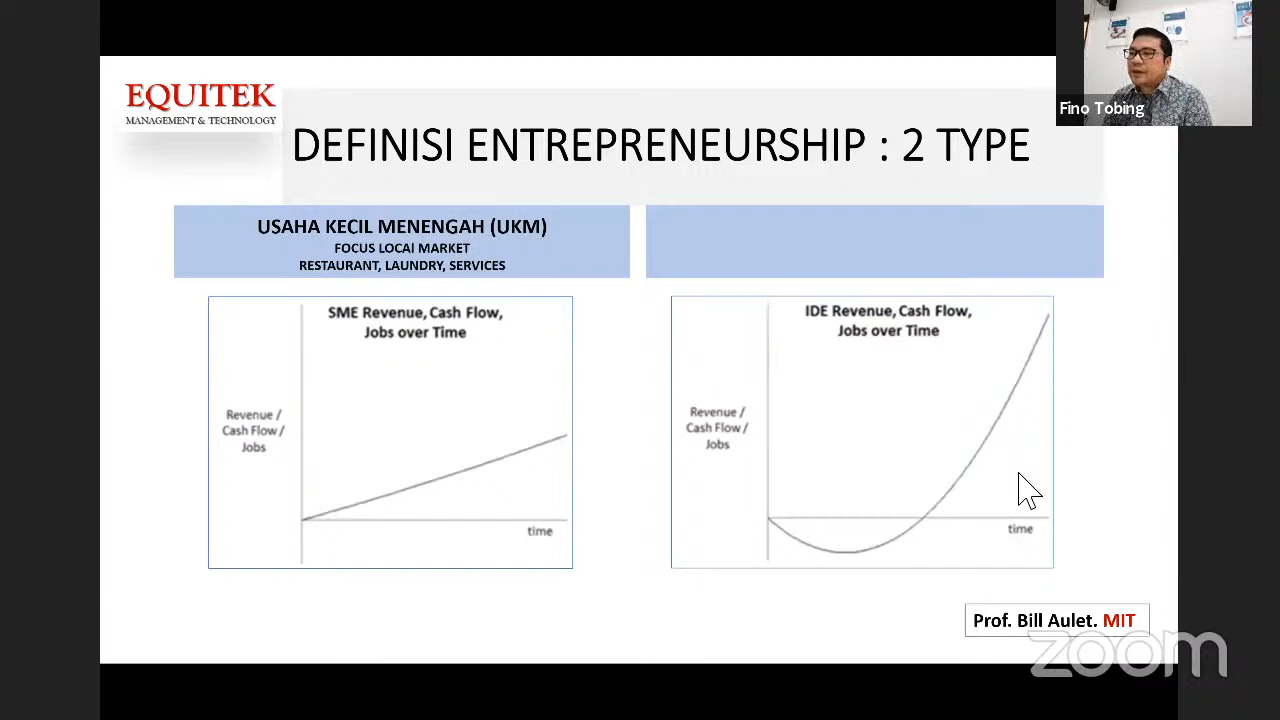 EQUITEK
MANAGEMENT & TECHNOLOGY
DEFINISI ENTREPRENEURSHIP : 2 TYPE
Fino Tobing
USAHA KECIL MENENGAH (UKM)
FOCUS LOCAl MARKET
RESTAURANT, LAUNDRY, SERVICES
SME Revenue, Cash Flow,
Jobs over Time
Revenue /
Cash Flow /
Jobs
time
IDE Revenue, Cash Flow,
Jobs over Time
Revenue /
Cash Flow /
Jobs
time
Prof. Bill Aulet. MIT
zoom